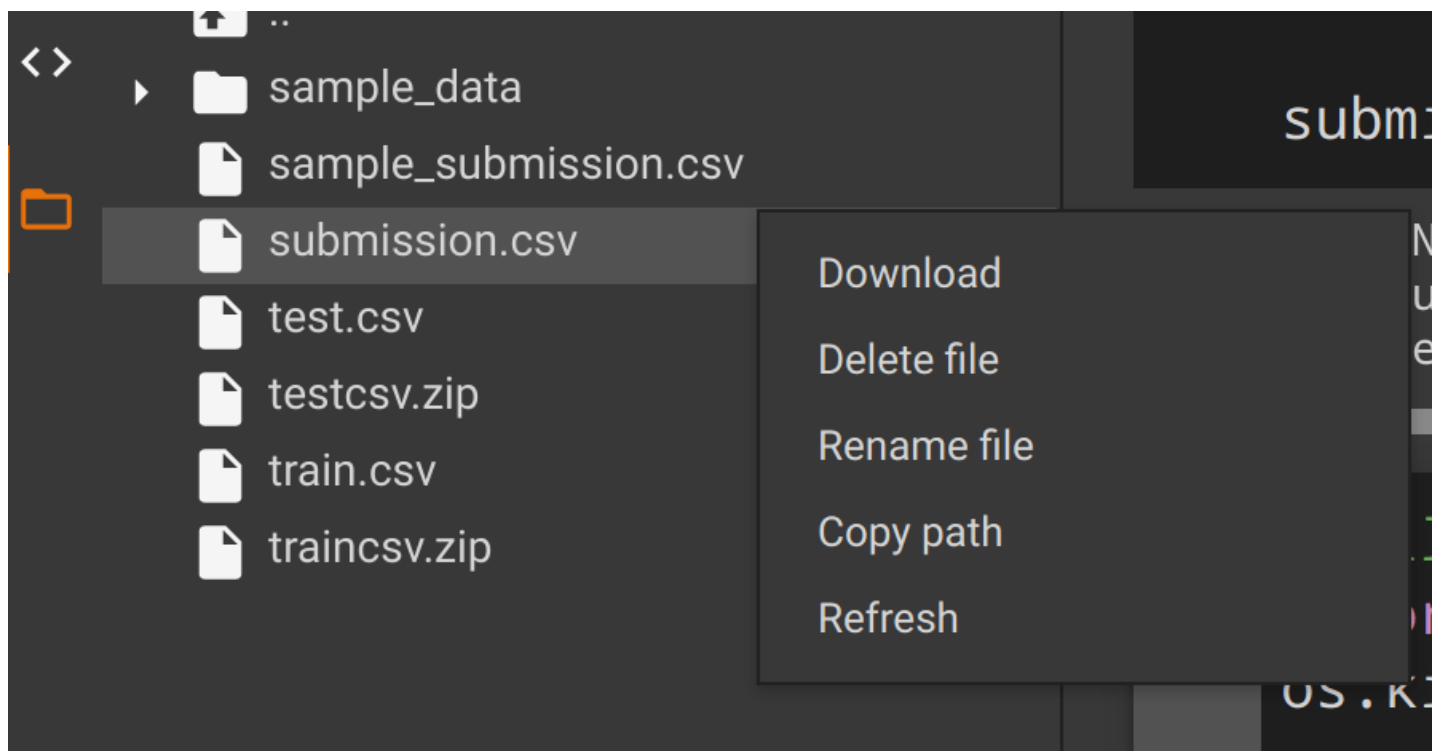 ..
sample_data
sample_submission.csv
submission.csv
test.csv
testcsv.zip
train.csv
traincsv.zip
Download
Delete file
Rename file
Copy path
Refresh